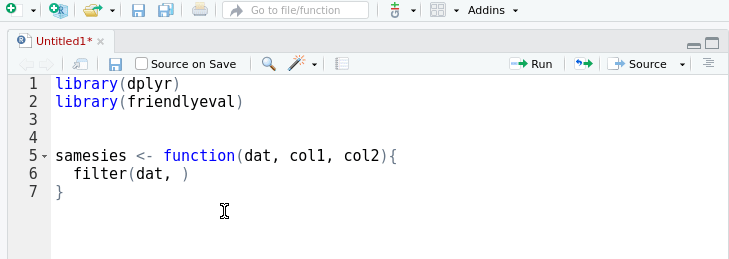 Go to file/function
Addins
Untitled1*
Source on Save
Run
Source
1 library(dplyr)
2 library(friendlyeval)
3
4
5 samesies <- function(dat, col1, col2){
6   filter(dat, )
7 }